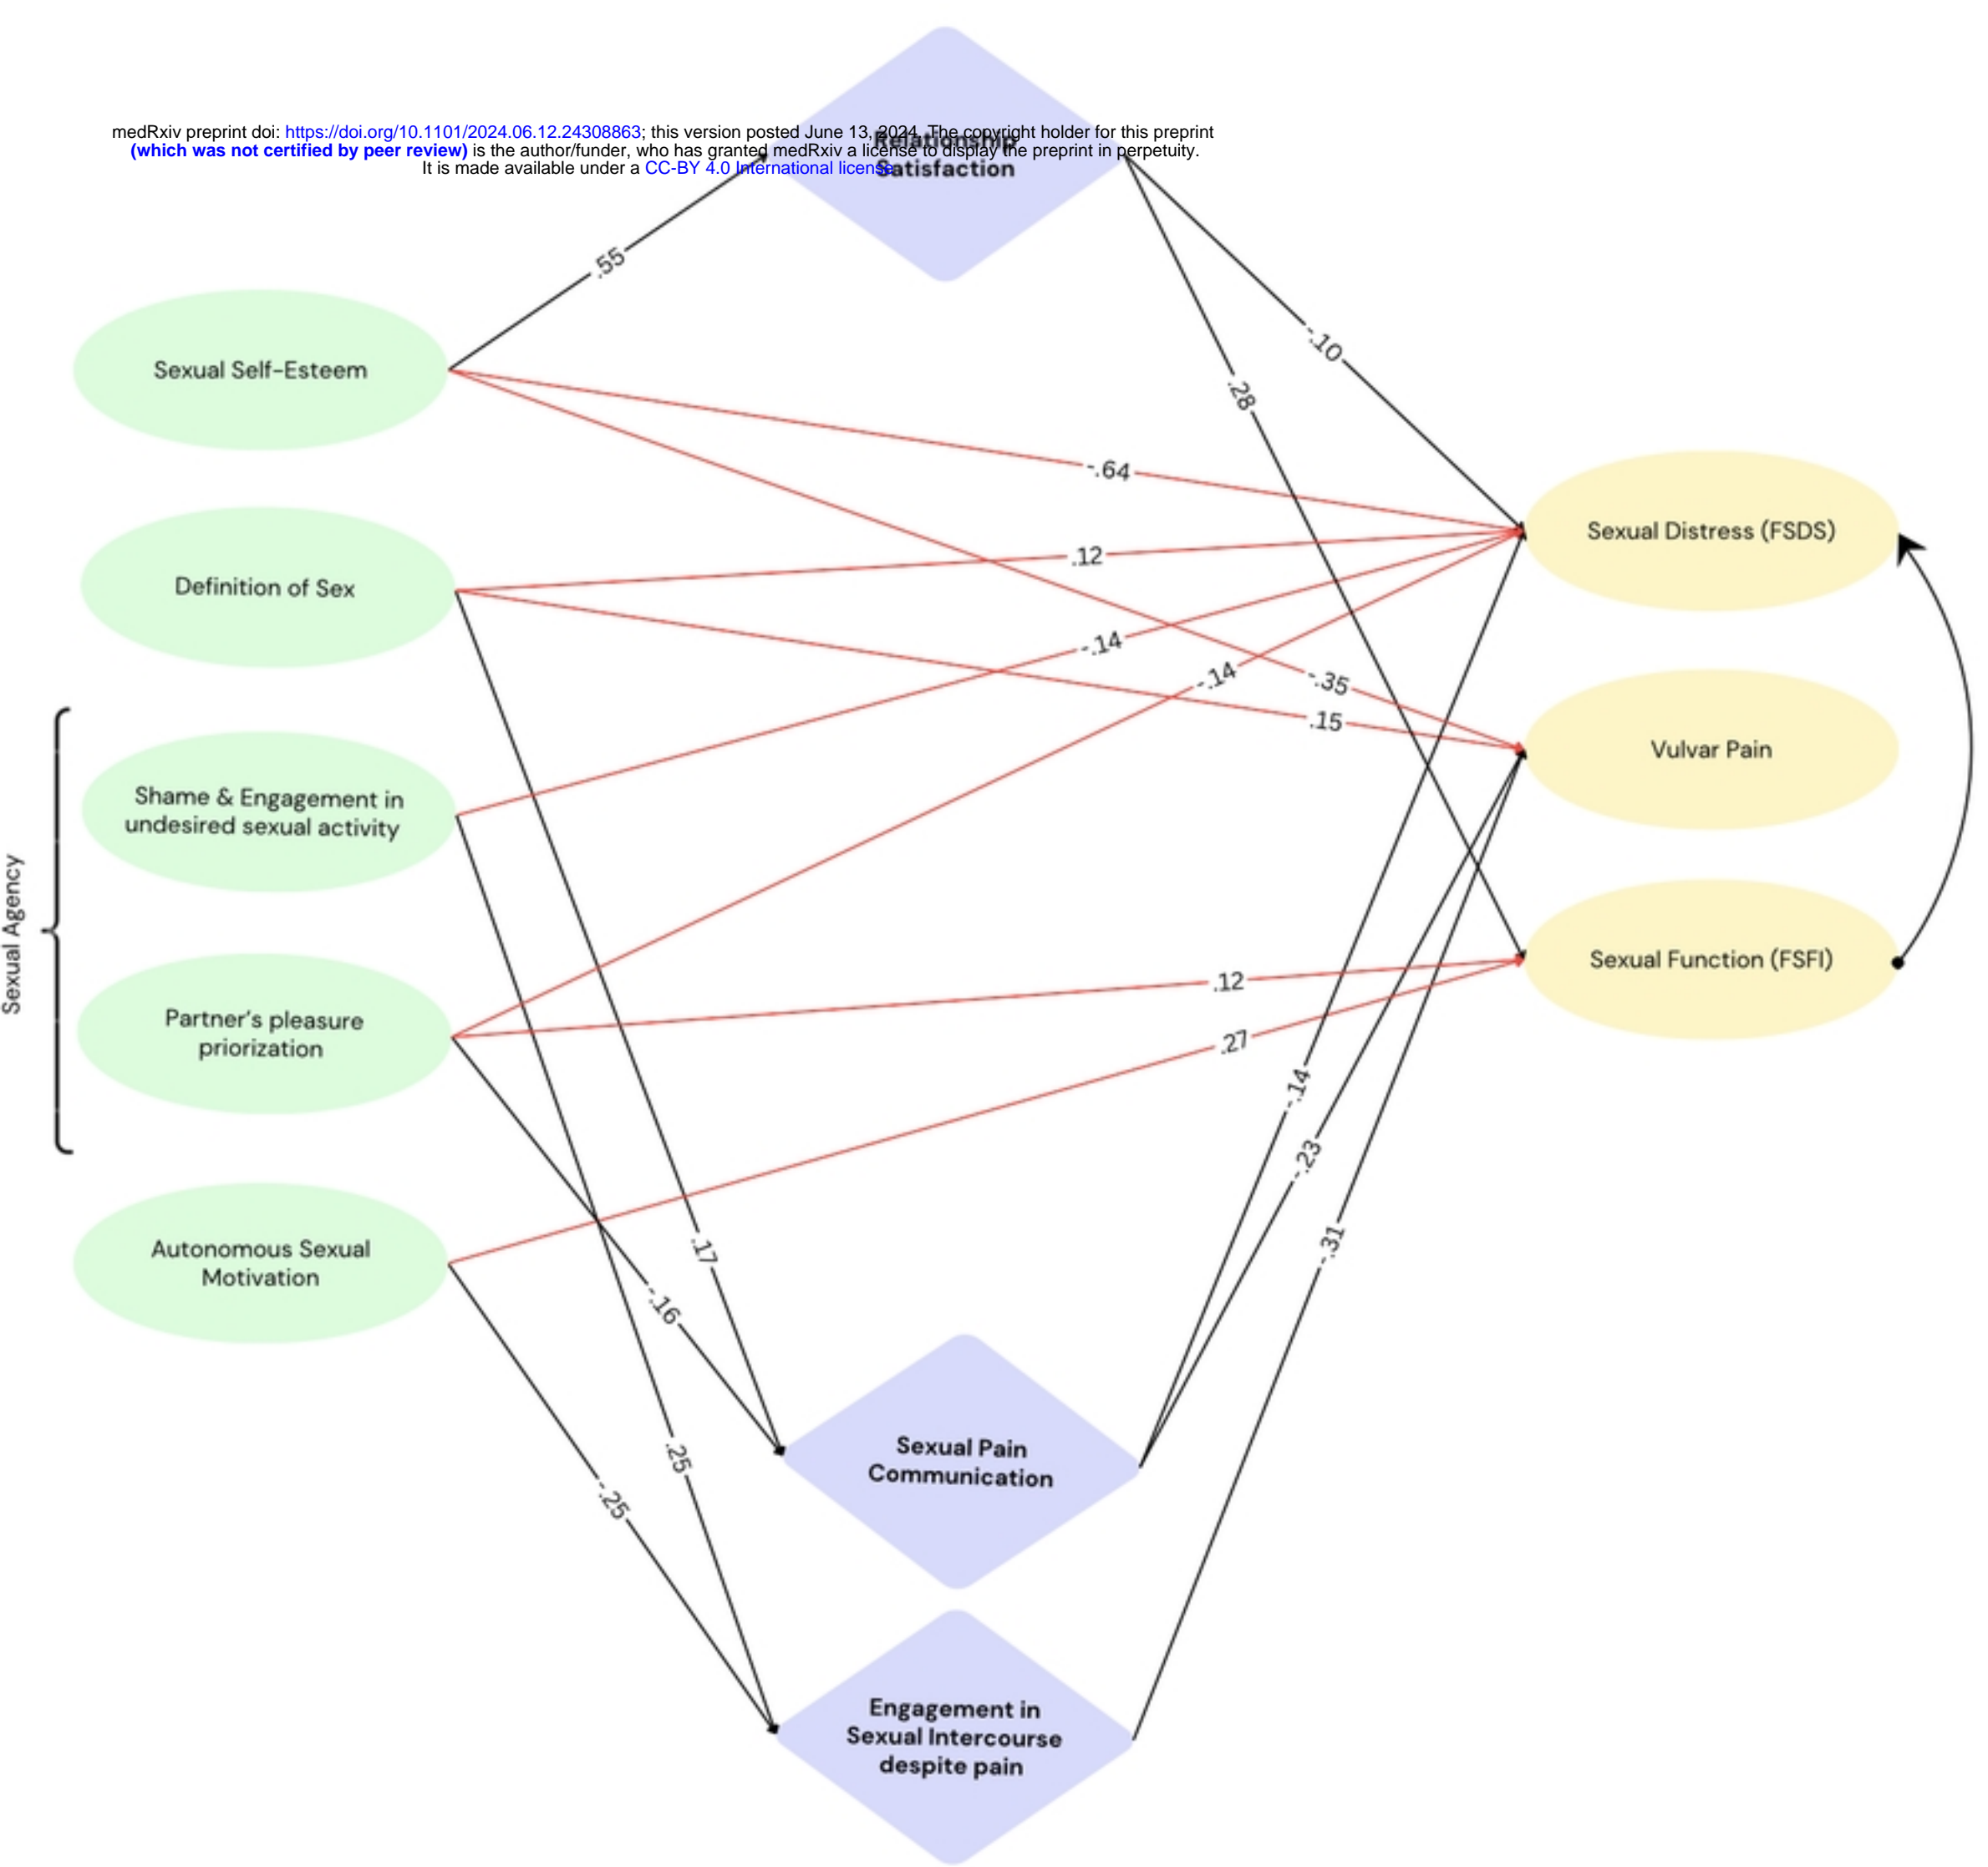 medRxiv preprint doi: https://doi.org/10.1101/2024.06.12.24308863; this version posted June 13, 2024. The copyright holder for this preprint
(which was not certified by peer review) is the author/funder, who has granted medRxiv a license to display the preprint in perpetuity.
It is made available under a CC-BY 4.0 International license.
Relationship
Satisfaction
.55
-.10
.28
Sexual Self-Esteem
-.64
Sexual Distress (FSDS)
.12
Definition of Sex
-.14
-.14
-.35
.15
Vulvar Pain
Shame & Engagement in
undesired sexual activity
Sexual Agency
Sexual Function (FSFI)
.12
Partner's pleasure
priorization
.27
-.14
-.23
-.31
Autonomous Sexual
Motivation
.17
-.16
.25
-.25
Sexual Pain
Communication
Engagement in
Sexual Intercourse
despite pain